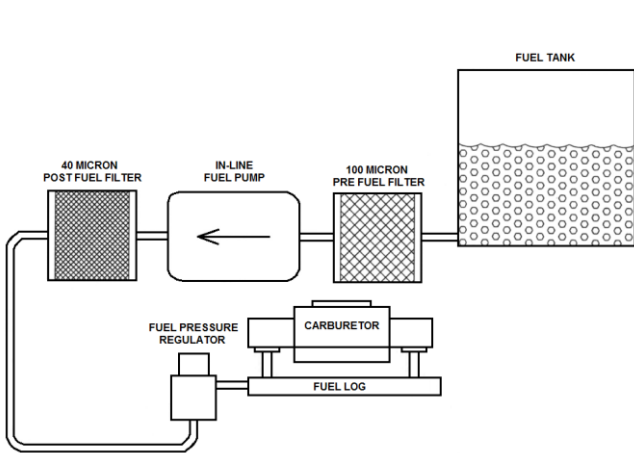 FUEL TANK
40 MICRON
POST FUEL FILTER
IN-LINE
FUEL PUMP
100 MICRON
PRE FUEL FILTER
FUEL PRESSURE
REGULATOR
CARBURETOR
FUEL LOG